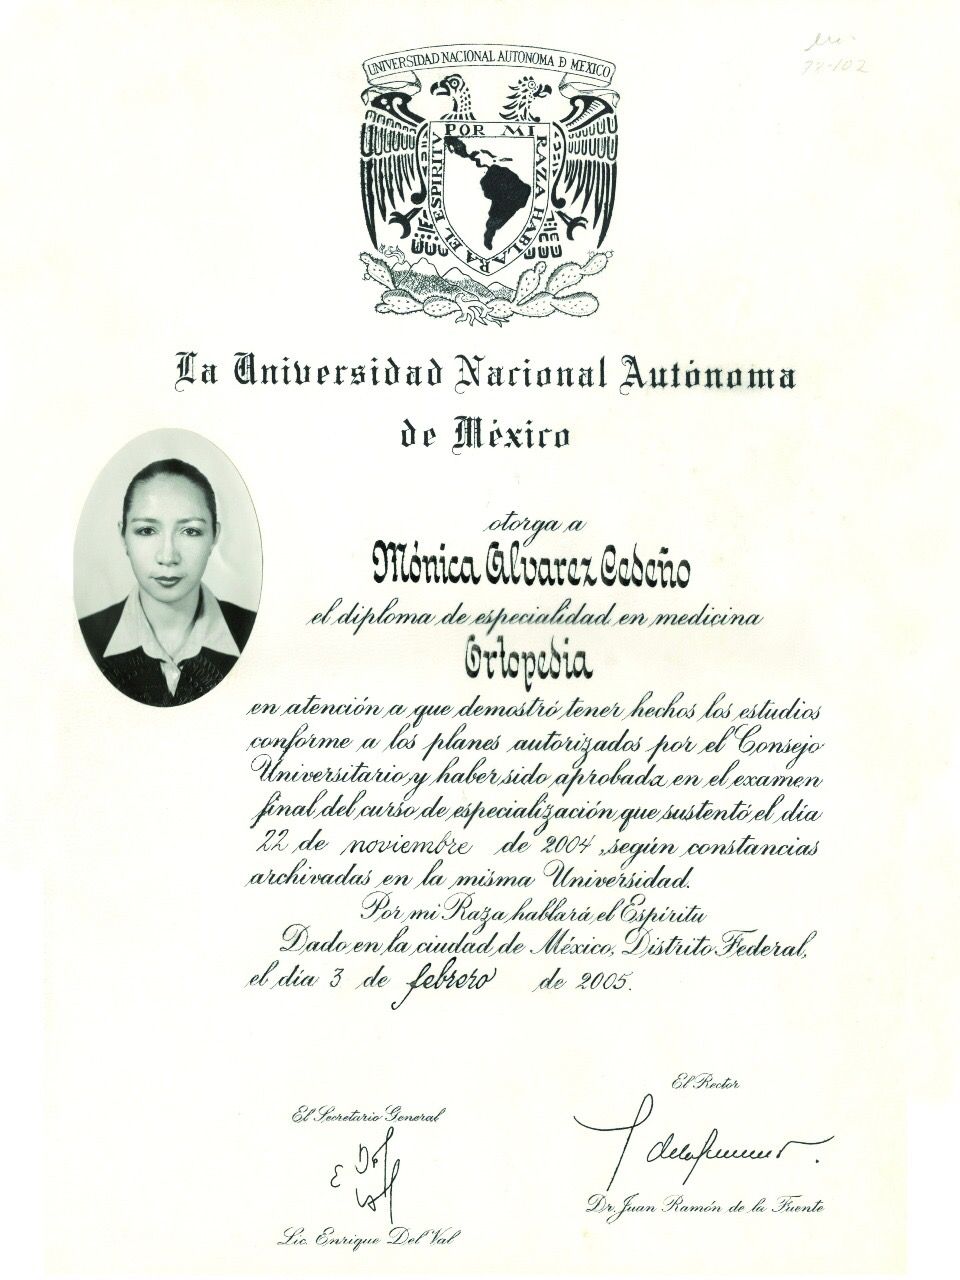 UNIVERSIDAD NACIONAL AUTONOMA D MEXICO
POR MI RAZA HABLARA EL ESPIRITU
77-102
La Universidad Nacional Autónoma
de México
otorga a
Mónica Alvarez Cedeño
el diploma de especialidad en medicina
Ortopedia
en atención a que demostró tener hechos los estudios
conforme a los planes autorizados por el Consejo
Universitario y haber sido aprobada en el examen
final del curso de especialización que sustentó el día
22 de noviembre de 2004, según constancias
archivadas en la misma Universidad.
Por mi Raza hablará el Espíritu
Dado en la ciudad de México, Distrito Federal,
el día 3 de febrero de 2005.
El Rector
El Secretario General
Dr. Juan Ramón de la Fuente
Lic. Enrique Del Val